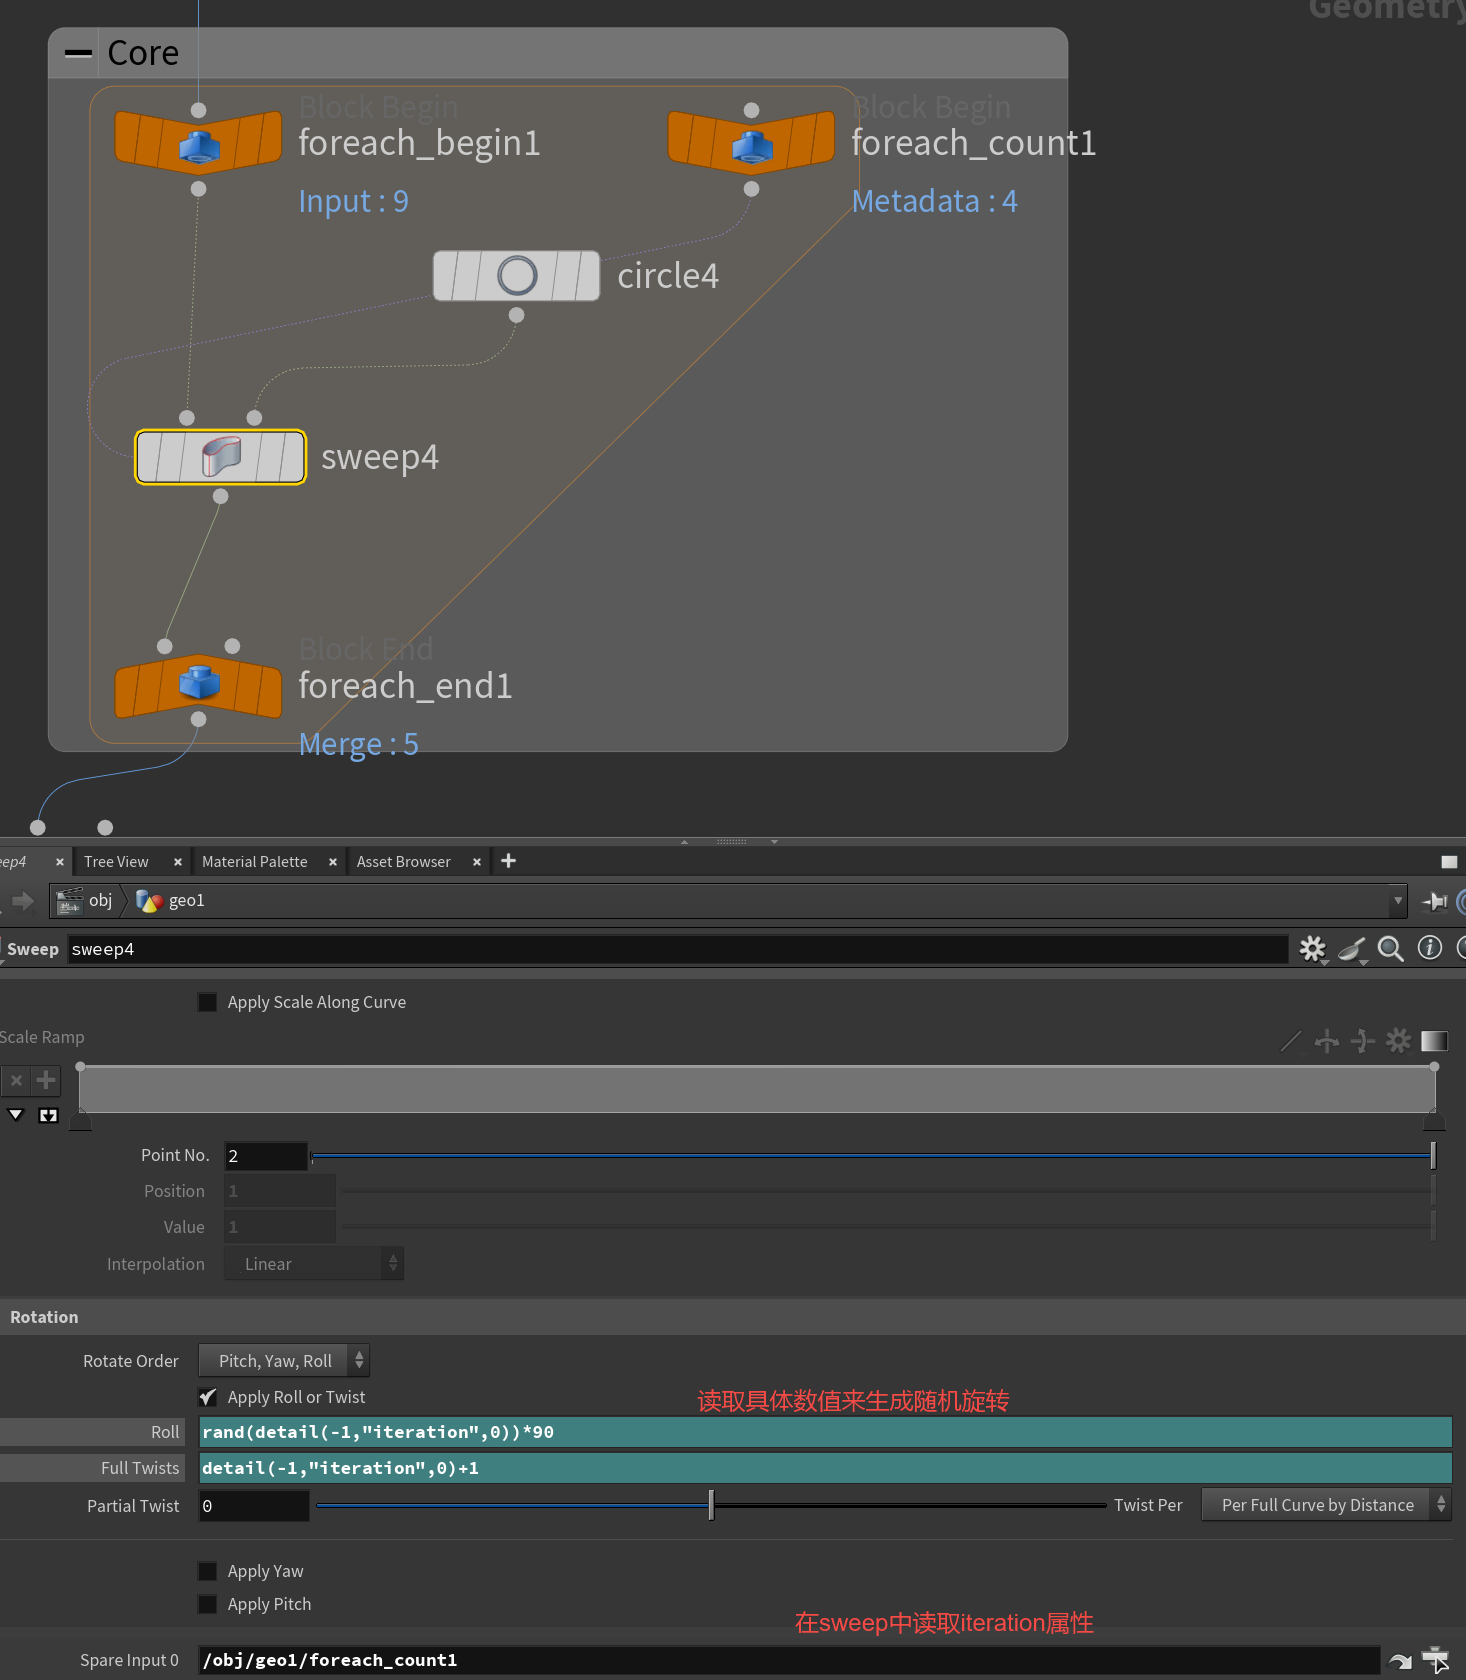 Geometry
Core
Block Begin
foreach_begin1
Input : 9
Block Begin
foreach_count1
Metadata : 4
circle4
sweep4
Block End
foreach_end1
Merge : 5
eep4
Tree View
Material Palette
Asset Browser
obj
geo1
Sweep sweep4
Apply Scale Along Curve
Scale Ramp
Point No. 2
Position 1
Value 1
Interpolation Linear
Rotation
Rotate Order Pitch, Yaw, Roll
Apply Roll or Twist
读取具体数值来生成随机旋转
Roll rand(detail(-1,"iteration",0))*90
Full Twists detail(-1,"iteration",0)+1
Partial Twist 0 Twist Per Per Full Curve by Distance
Apply Yaw
Apply Pitch
在sweep中读取iteration属性
Spare Input 0 /obj/geo1/foreach_count1